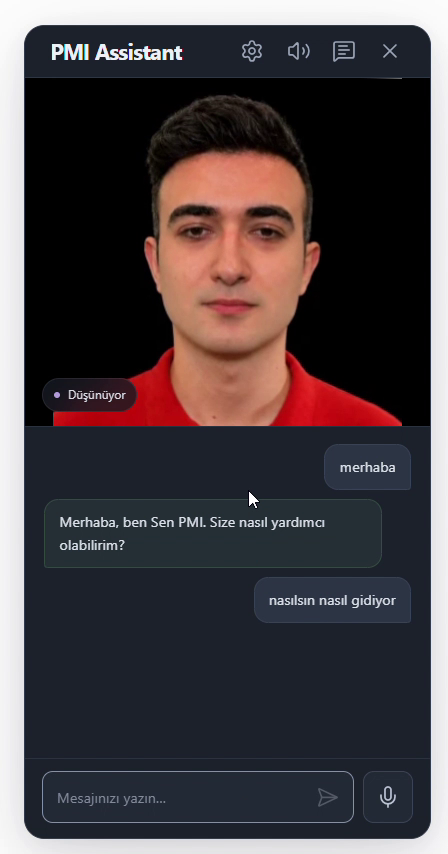 PMI Assistant
Düşünüyor
merhaba
Merhaba, ben Sen PMI. Size nasıl yardımcı
olabilirim?
nasılsın nasıl gidiyor
Mesajınızı yazın...